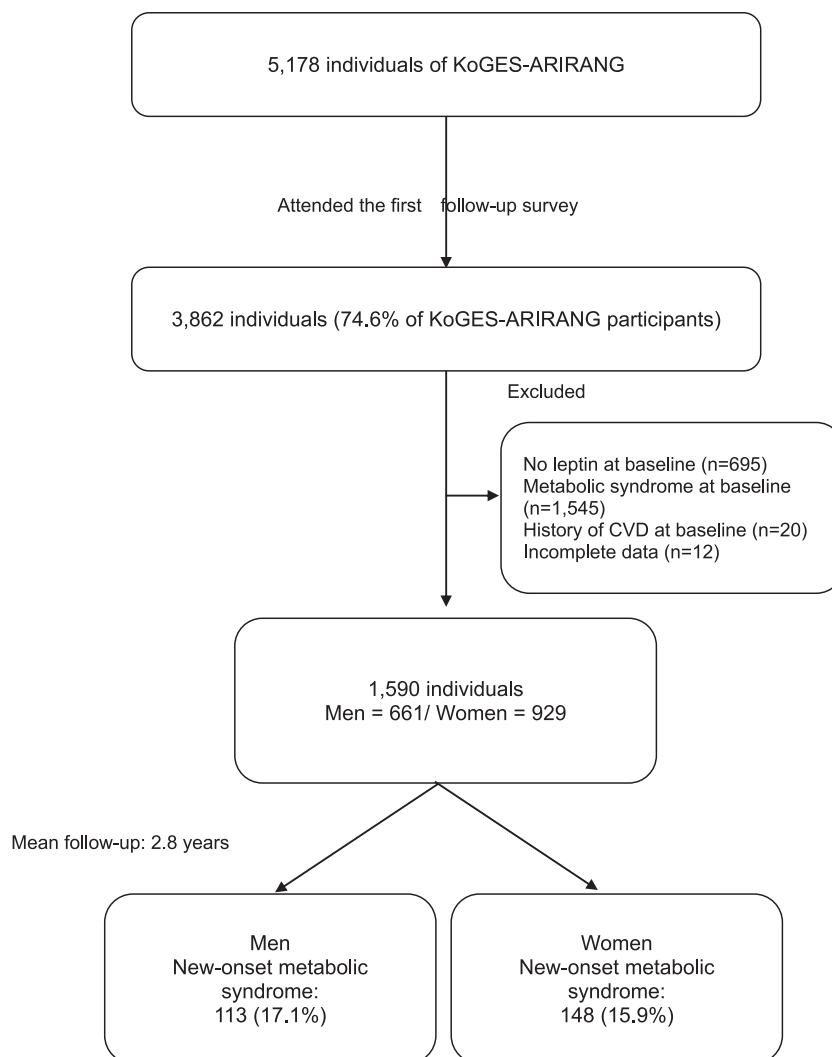 5,178 individuals of KoGES-ARIRANG
Attended the first follow-up survey
3,862 individuals (74.6% of KoGES-ARIRANG participants)
Excluded
No leptin at baseline (n=695)
Metabolic syndrome at baseline
(n=1,545)
History of CVD at baseline (n=20)
Incomplete data (n=12)
1,590 individuals
Men = 661/ Women = 929
Mean follow-up: 2.8 years
Men
New-onset metabolic
syndrome:
113 (17.1%)
Women
New-onset metabolic
syndrome:
148 (15.9%)